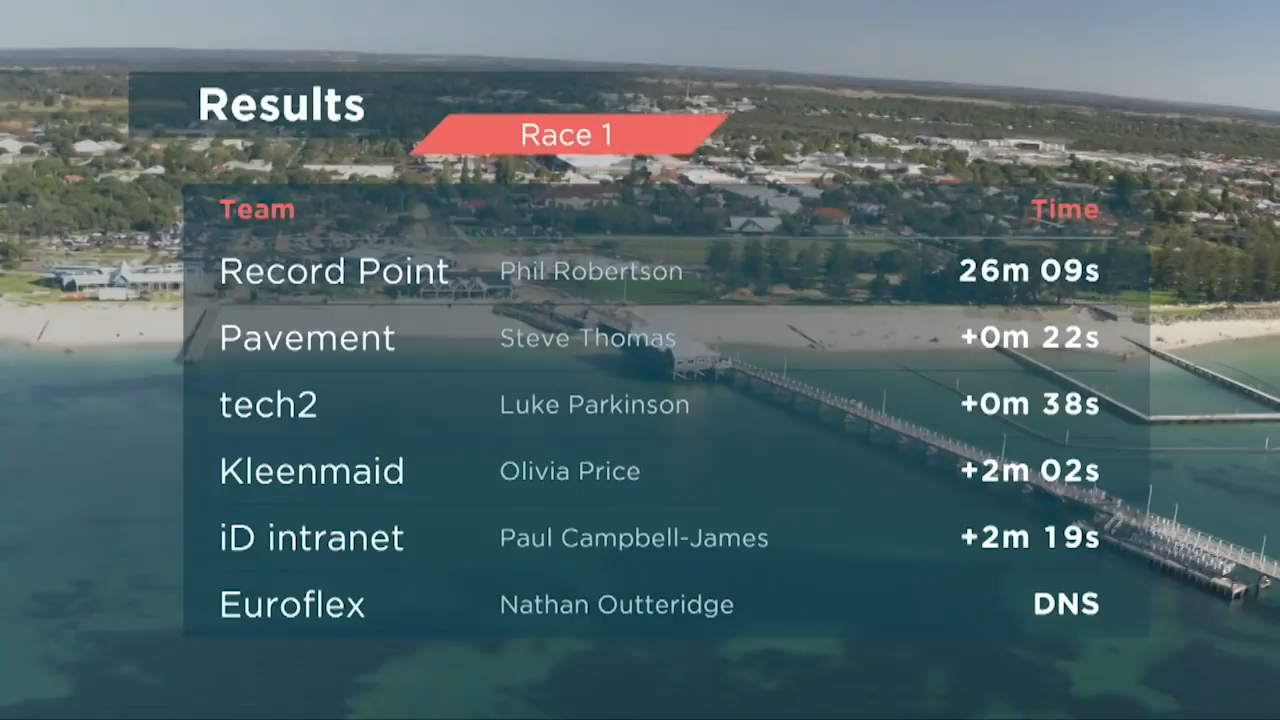 Results
Race 1
Team Time
Record Point Phil Robertson 26m 09s
Pavement Steve Thomas +0m 22s
tech2 Luke Parkinson +0m 38s
Kleenmaid Olivia Price +2m 02s
iD intranet Paul Campbell-James +2m 19s
Euroflex Nathan Outteridge DNS